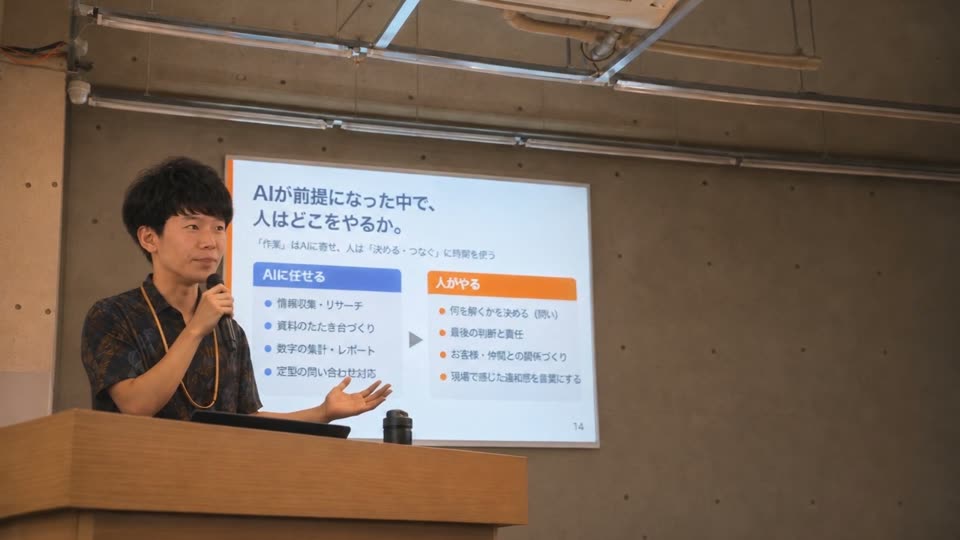 AIが前提になった中で、
人はどこをやるか。
「作業」はAIに寄せ、人は「決める・つなぐ」に時間を使う
AIに任せる
情報収集・リサーチ
資料のたたき台づくり
数字の集計・レポート
定型の問い合わせ対応
人がやる
何を解くかを決める（問い）
最後の判断と責任
お客様・仲間との関係づくり
現場で感じた違和感を言葉にする
14